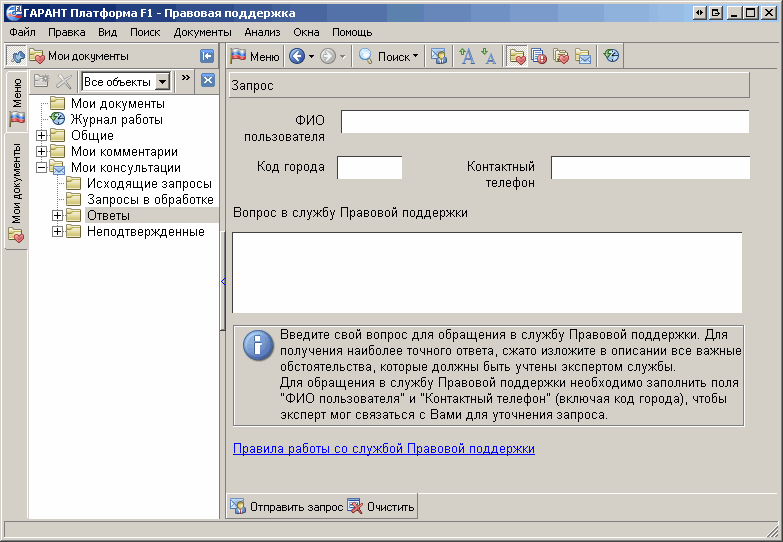 ГАРАНТ Платформа F1 - Правовая поддержка
Файл Правка Вид Поиск Документы Анализ Окна Помощь
Мои документы
Меню Поиск
Меню
Мои документы
Все объекты »
Мои документы
Журнал работы
Общие
Мои комментарии
Мои консультации
Исходящие запросы
Запросы в обработке
Ответы
Неподтвержденные
Запрос
ФИО
пользователя
Код города
Контактный
телефон
Вопрос в службу Правовой поддержки
Введите свой вопрос для обращения в службу Правовой поддержки. Для
получения наиболее точного ответа, сжато изложите в описании все важные
обстоятельства, которые должны быть учтены экспертом службы.
Для обращения в службу Правовой поддержки необходимо заполнить поля
"ФИО пользователя" и "Контактный телефон" (включая код города), чтобы
эксперт мог связаться с Вами для уточнения запроса.
Правила работы со службой Правовой поддержки
Отправить запрос Очистить